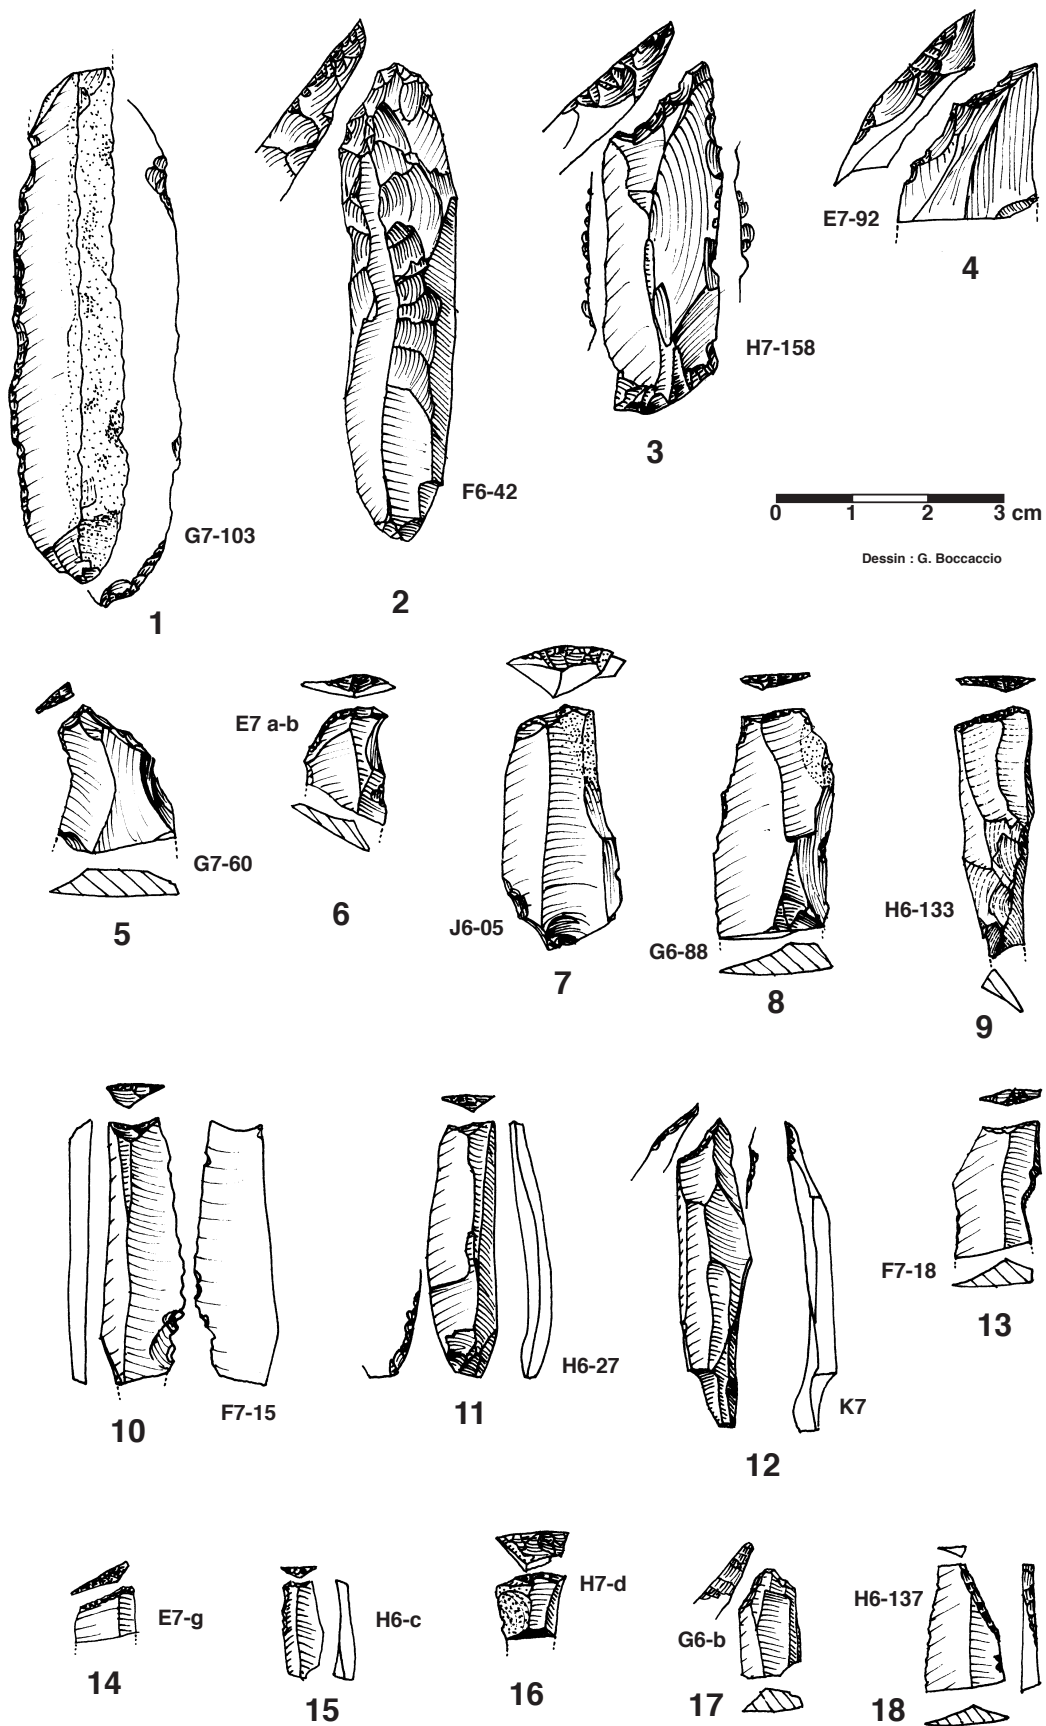 E7-92
4
H7-158
3
F6-42
0 1 2 3 cm
G7-103
Dessin : G. Boccaccio
2
1
E7 a-b
G7-60
6
5
J6-05
7
G6-88
8
H6-133
9
F7-15
10
H6-27
11
K7
12
F7-18
13
E7-g
14
H6-c
15
H7-d
16
G6-b
17
H6-137
18